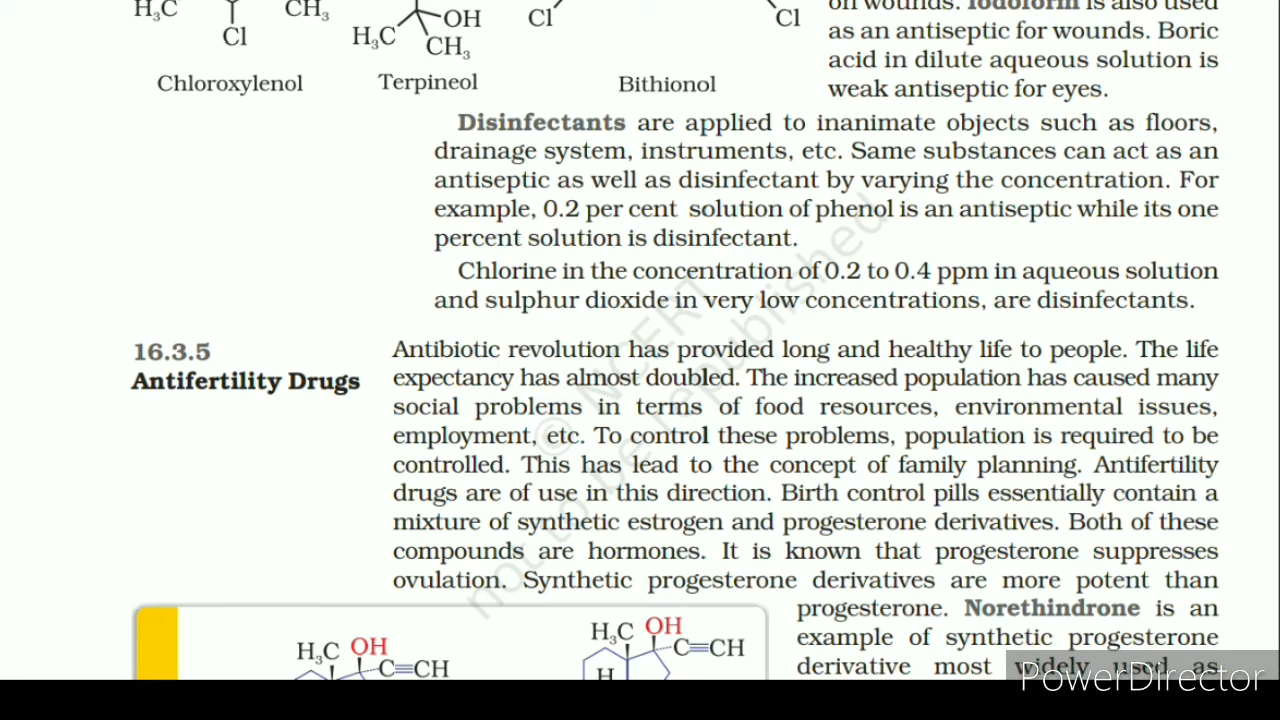 H₃C
CH₃
Cl
OH
H₃C
CH₃
Cl
Cl
Chloroxylenol
Terpineol
Bithionol
on wounds. Iodoform is also used
as an antiseptic for wounds. Boric
acid in dilute aqueous solution is
weak antiseptic for eyes.
Disinfectants are applied to inanimate objects such as floors,
drainage system, instruments, etc. Same substances can act as an
antiseptic as well as disinfectant by varying the concentration. For
example, 0.2 per cent solution of phenol is an antiseptic while its one
percent solution is disinfectant.
Chlorine in the concentration of 0.2 to 0.4 ppm in aqueous solution
and sulphur dioxide in very low concentrations, are disinfectants.
16.3.5
Antifertility Drugs
Antibiotic revolution has provided long and healthy life to people. The life
expectancy has almost doubled. The increased population has caused many
social problems in terms of food resources, environmental issues,
employment, etc. To control these problems, population is required to be
controlled. This has lead to the concept of family planning. Antifertility
drugs are of use in this direction. Birth control pills essentially contain a
mixture of synthetic estrogen and progesterone derivatives. Both of these
compounds are hormones. It is known that progesterone suppresses
ovulation. Synthetic progesterone derivatives are more potent than
progesterone. Norethindrone is an
example of synthetic progesterone
derivative most widely used as
H₃C OH
C≡CH
H₃C OH
C≡CH
H
© NCERT
not to be republished
PowerDirector